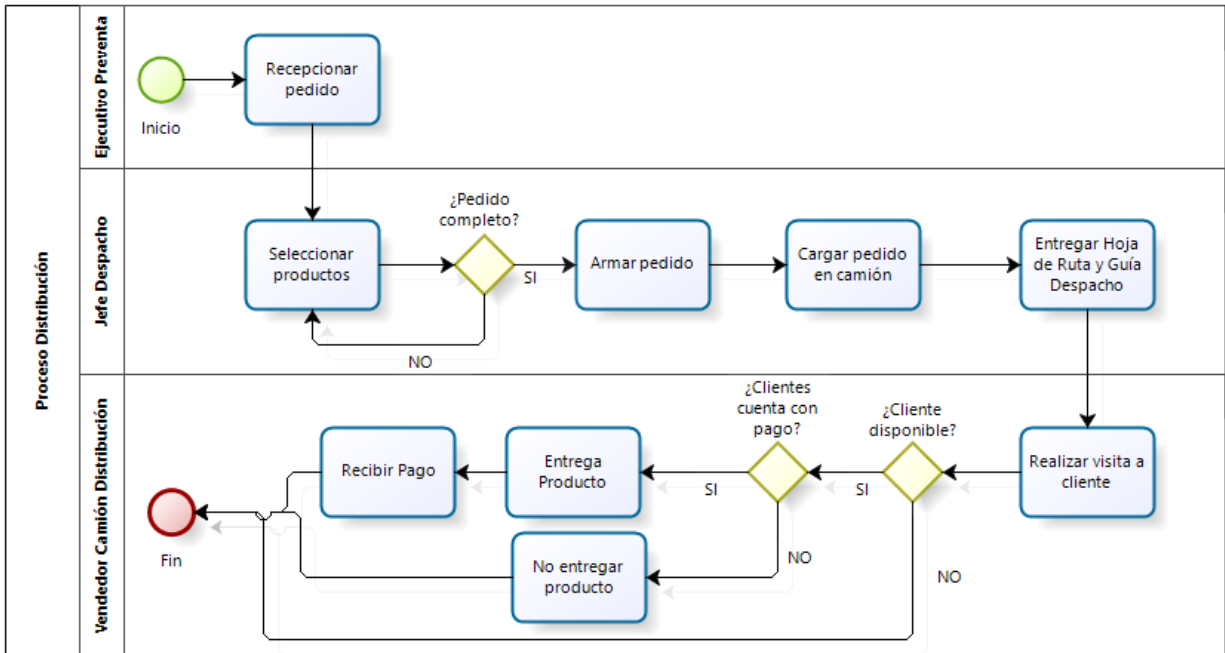 Proceso Distribución
Ejecutivo Preventa
Inicio
Recepcionar
pedido
Jefe Despacho
Seleccionar
productos
¿Pedido
completo?
SI
NO
Armar pedido
Cargar pedido
en camión
Entregar Hoja
de Ruta y Guía
Despacho
Vendedor Camión Distribución
Realizar visita a
cliente
¿Cliente
disponible?
SI
NO
¿Clientes
cuenta con
pago?
SI
NO
Entrega
Producto
Recibir Pago
No entregar
producto
Fin